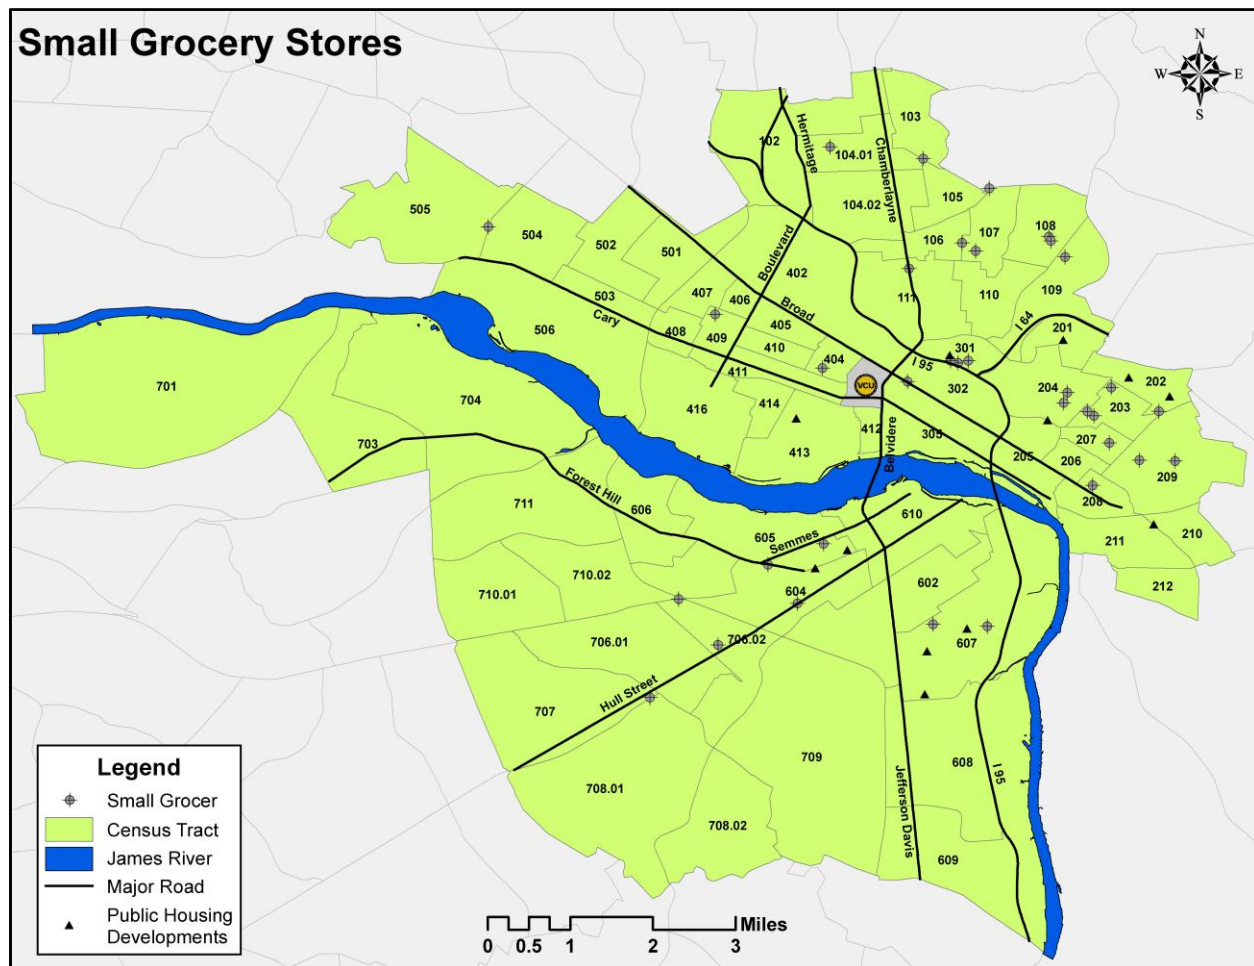 Small Grocery Stores
N
W
E
S
103
102
Hermitage
Chamberlayne
104.01
105
104.02
505
504
502
501
Boulevard
402
106
107
108
111
110
109
503
Cary
407
406
Broad
405
408
409
410
404
411
506
I 95
301
302
I 64
201
202
204
203
VCU
701
704
703
416
414
413
412
Belvidere
305
205
207
206
208
209
211
210
212
Forest Hill
711
606
605
Semmes
610
710.02
710.01
604
602
607
706.01
706.02
Hull Street
707
709
708.01
708.02
Jefferson Davis
608
I 95
609
Legend
Small Grocer
Census Tract
James River
Major Road
Public Housing
Developments
Miles
0 0.5 1 2 3